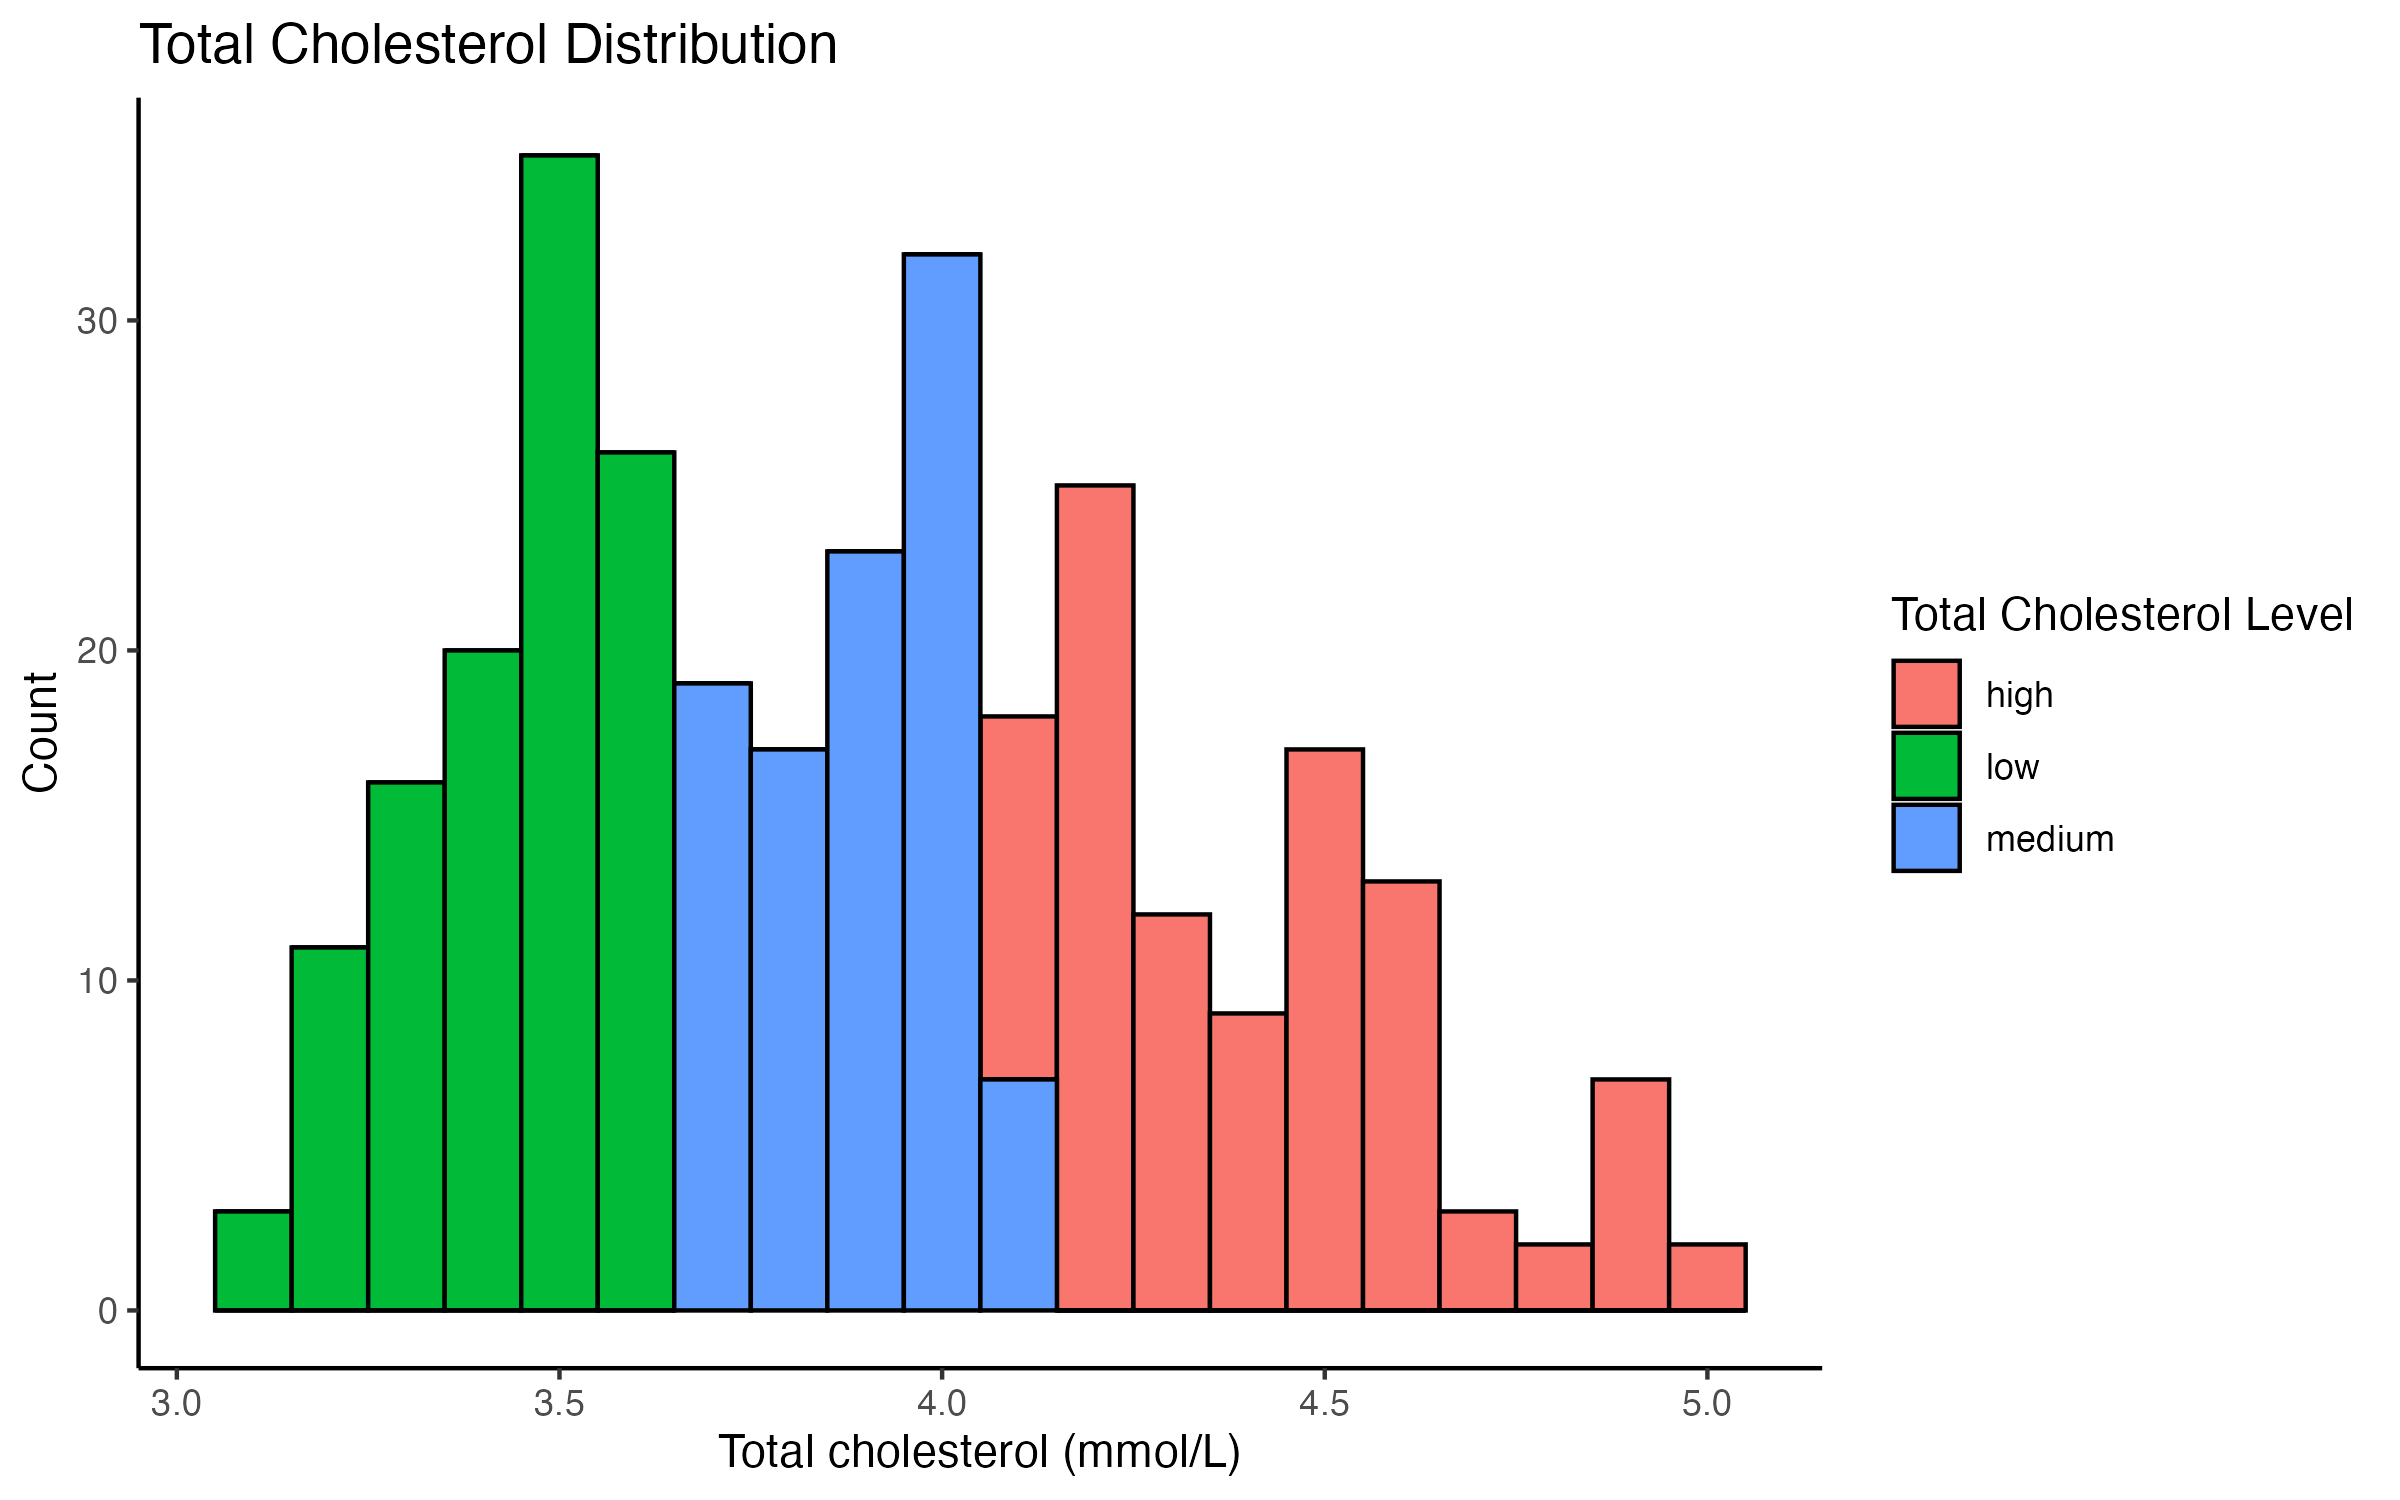 Total Cholesterol Distribution
Count
30
20
10
0
3.0 3.5 4.0 4.5 5.0
Total cholesterol (mmol/L)
Total Cholesterol Level
high
low
medium